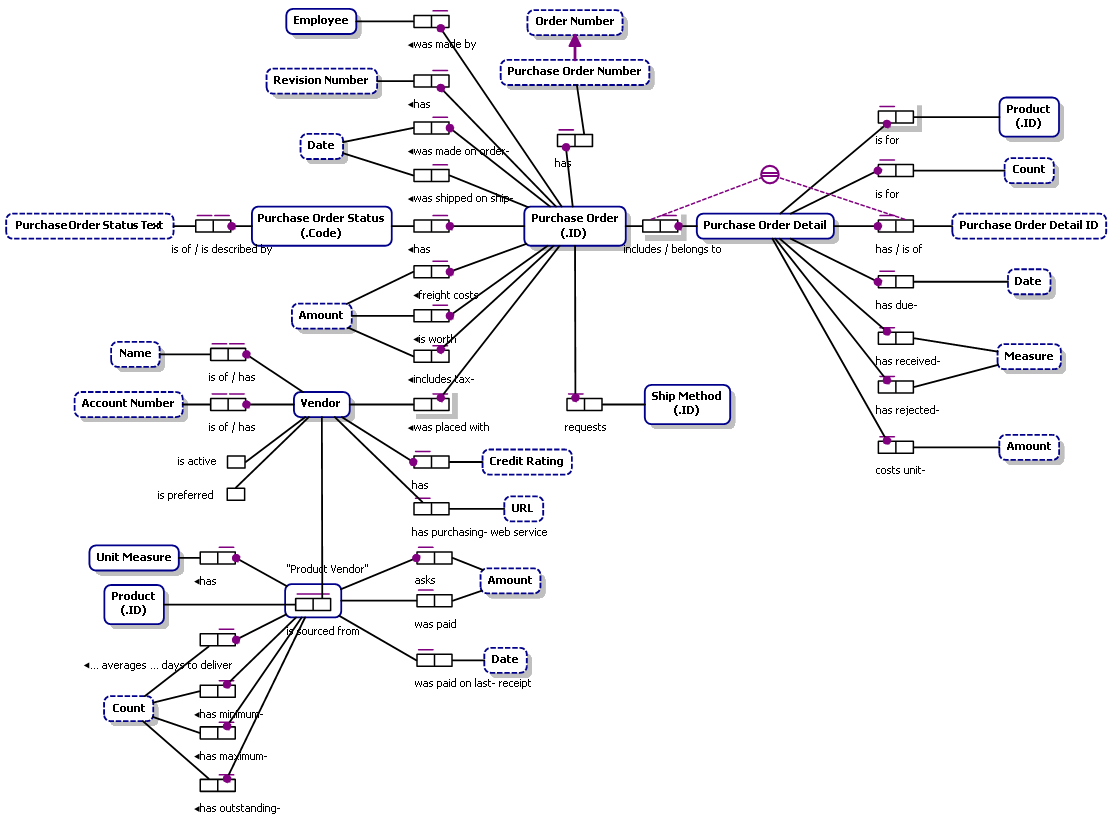 Employee
◄was made by
Order Number
Purchase Order Number
has
Revision Number
◄has
Date
◄was made on order-
◄was shipped on ship-
Purchase Order Status Text
is of / is described by
Purchase Order Status
(.Code)
◄has
Purchase Order
(.ID)
includes / belongs to
Purchase Order Detail
Product
(.ID)
is for
Count
is for
Purchase Order Detail ID
has / is of
Date
has due-
Measure
has received-
has rejected-
Amount
costs unit-
Amount
◄freight costs
◄is worth
◄includes tax-
Name
is of / has
Account Number
is of / has
Vendor
◄was placed with
Ship Method
(.ID)
requests
is active
is preferred
Credit Rating
has
URL
has purchasing- web service
Unit Measure
◄has
"Product Vendor"
Product
(.ID)
is sourced from
asks
Amount
was paid
Date
was paid on last- receipt
◄... averages ... days to deliver
Count
◄has minimum-
◄has maximum-
◄has outstanding-